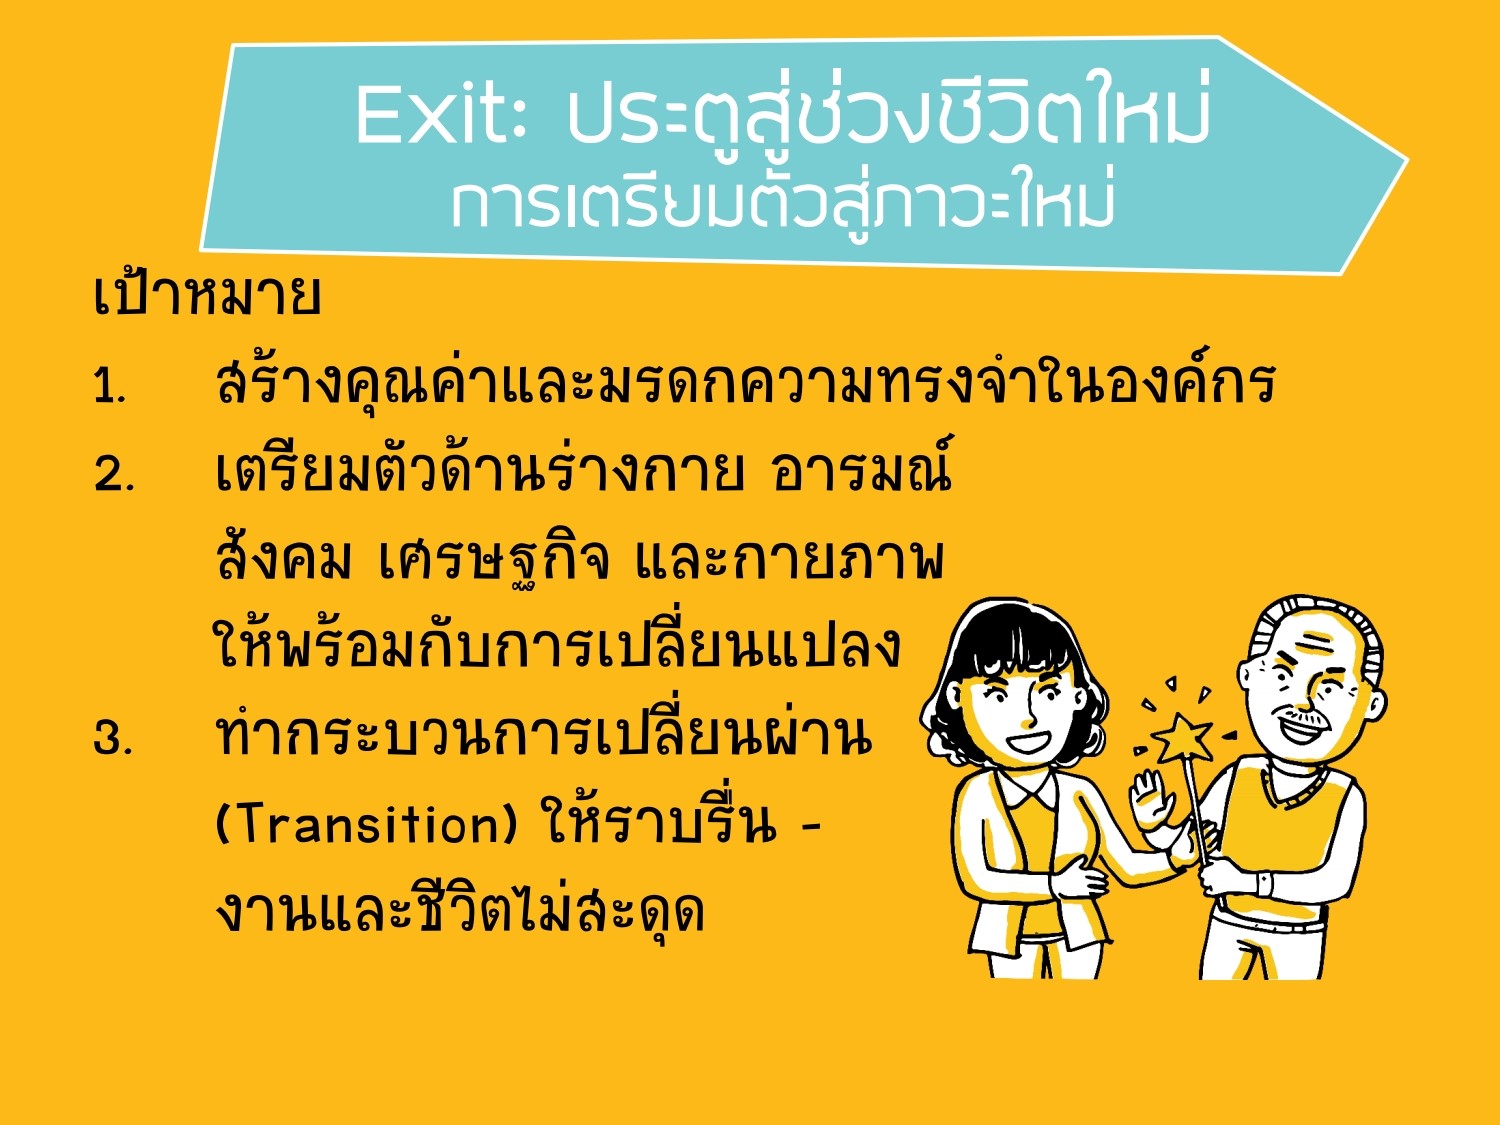 Exit: ประตูสู่ช่วงชีวิตใหม่
การเตรียมตัวสู่ภาวะใหม่
เป้าหมาย
1. สร้างคุณค่าและมรดกความทรงจำในองค์กร
2. เตรียมตัวด้านร่างกาย อารมณ์
สังคม เศรษฐกิจ และกายภาพ
ให้พร้อมกับการเปลี่ยนแปลง
3. ทำกระบวนการเปลี่ยนผ่าน
(Transition) ให้ราบรื่น -
งานและชีวิตไม่สะดุด